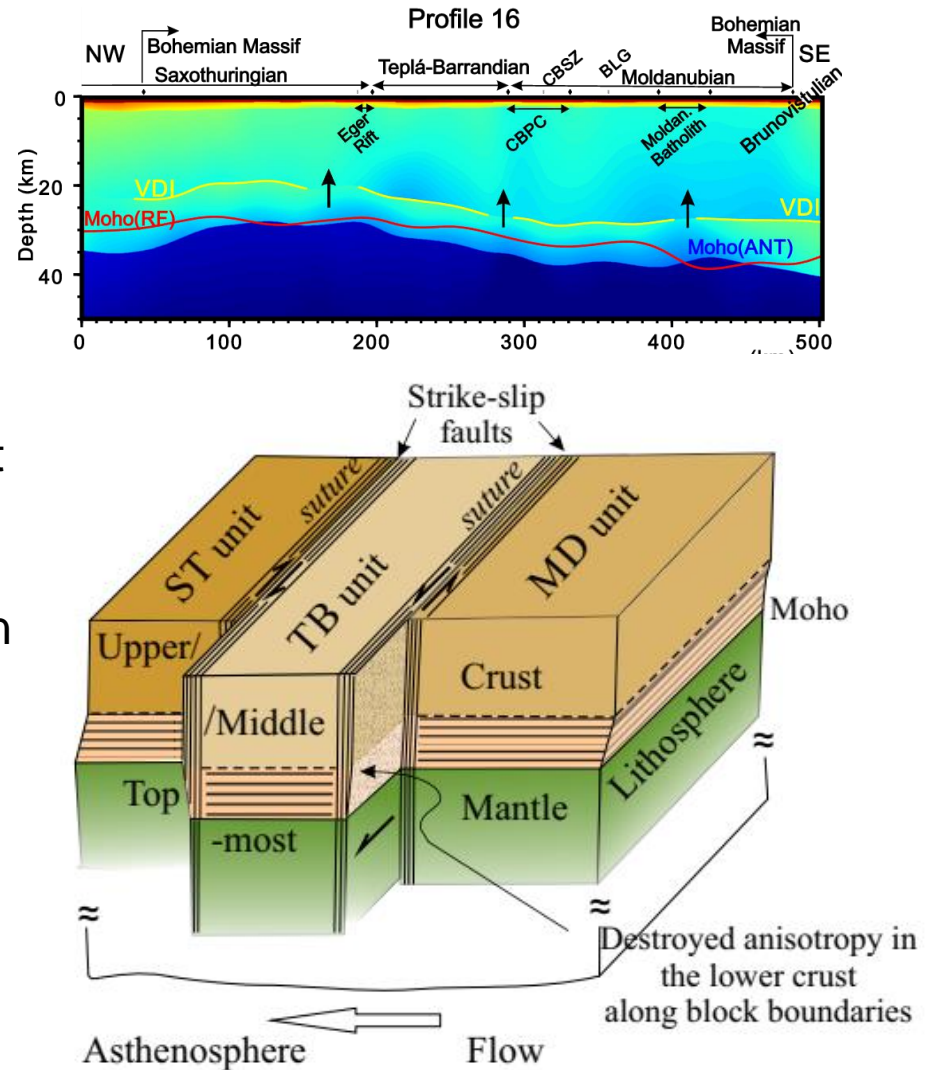 Profile 16
NW
Bohemian Massif
Bohemian
Massif
SE
Saxothuringian
Teplá-Barrandian
CBSZ
BLG
Moldanubian
Brunovistulian
Eger
Rift
CBPC
Moldan.
Batholith
Depth (km)
0
20
40
VDI
VDI
Moho(RF)
Moho(ANT)
0
100
200
300
400
500
Strike-slip
faults
suture
suture
ST unit
TB unit
MD unit
Moho
Upper/
/Middle
Crust
Lithosphere
Top
-most
Mantle
≈
≈
≈
Destroyed anisotropy in
the lower crust
along block boundaries
Asthenosphere
Flow